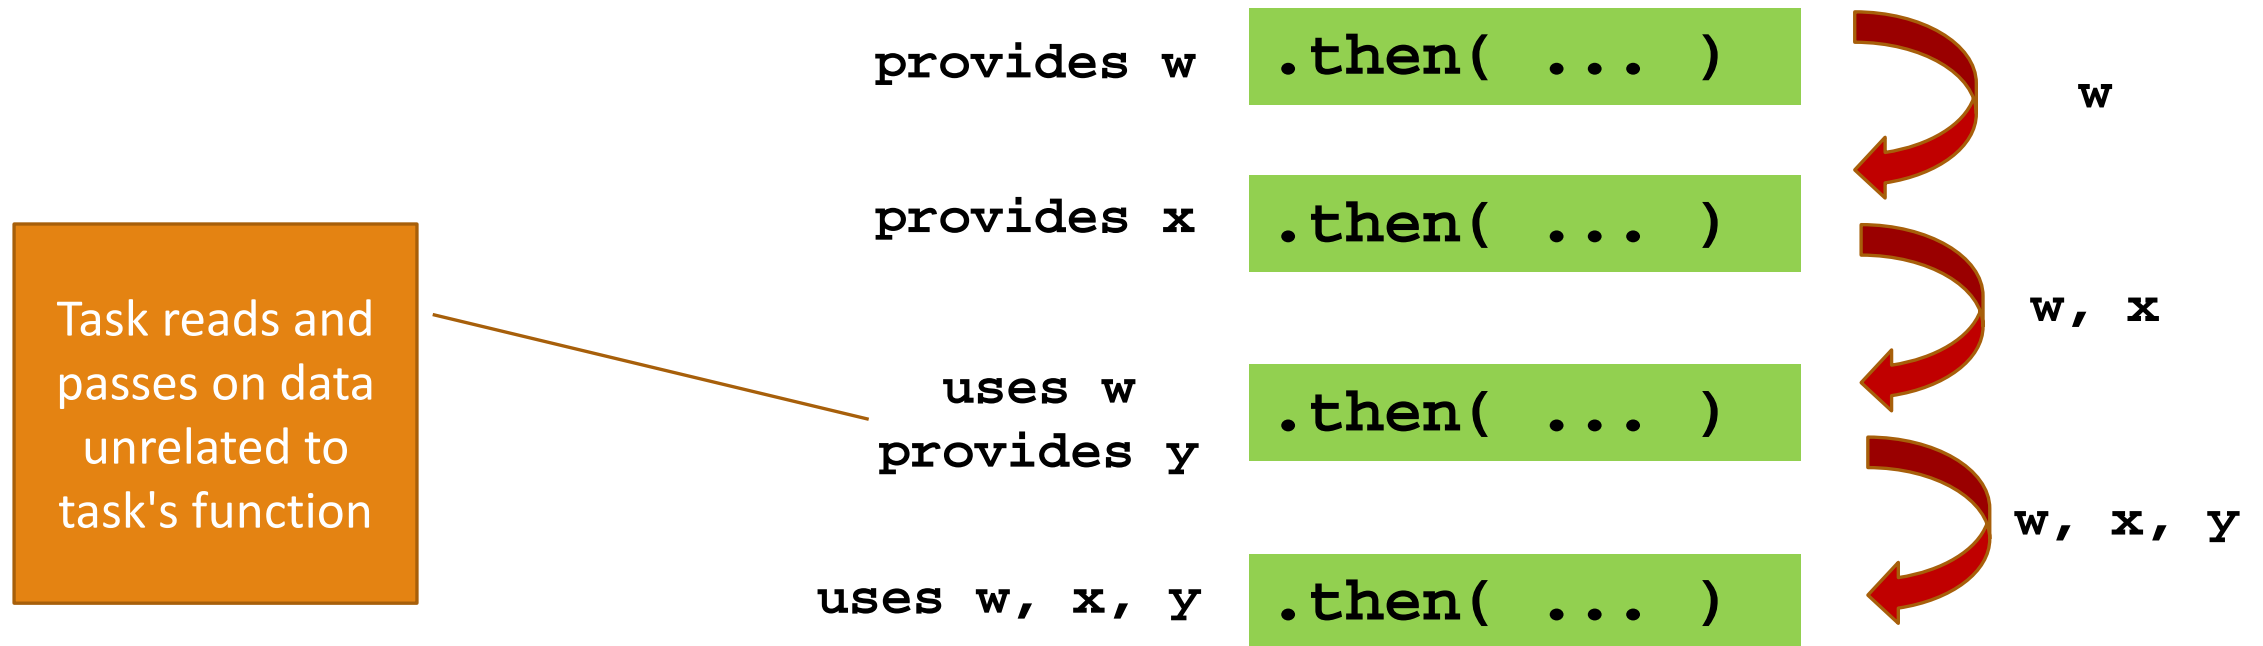 provides w
.then( ... )
w
provides x
.then( ... )
w, x
Task reads and
passes on data
unrelated to
task's function
uses w
provides y
.then( ... )
w, x, y
uses w, x, y
.then( ... )